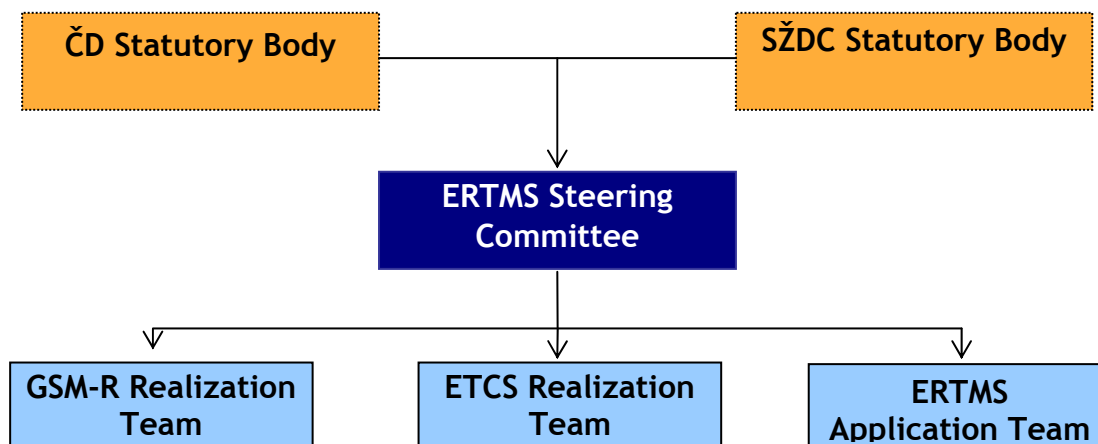 ČD Statutory Body
SŽDC Statutory Body
ERTMS Steering
Committee
GSM-R Realization
Team
ETCS Realization
Team
ERTMS
Application Team